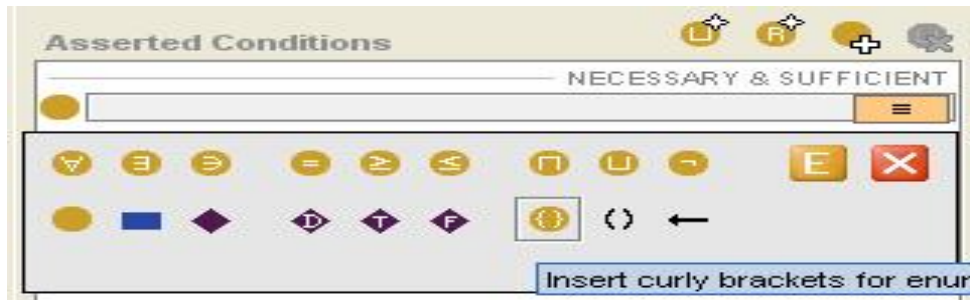 Asserted Conditions
⊔ R
NECESSARY & SUFFICIENT
≡
∀ ∃ ∋ = ≥ ≤ ⊓ ⊔ ¬ E X
D T F {} () ←
Insert curly brackets for enur